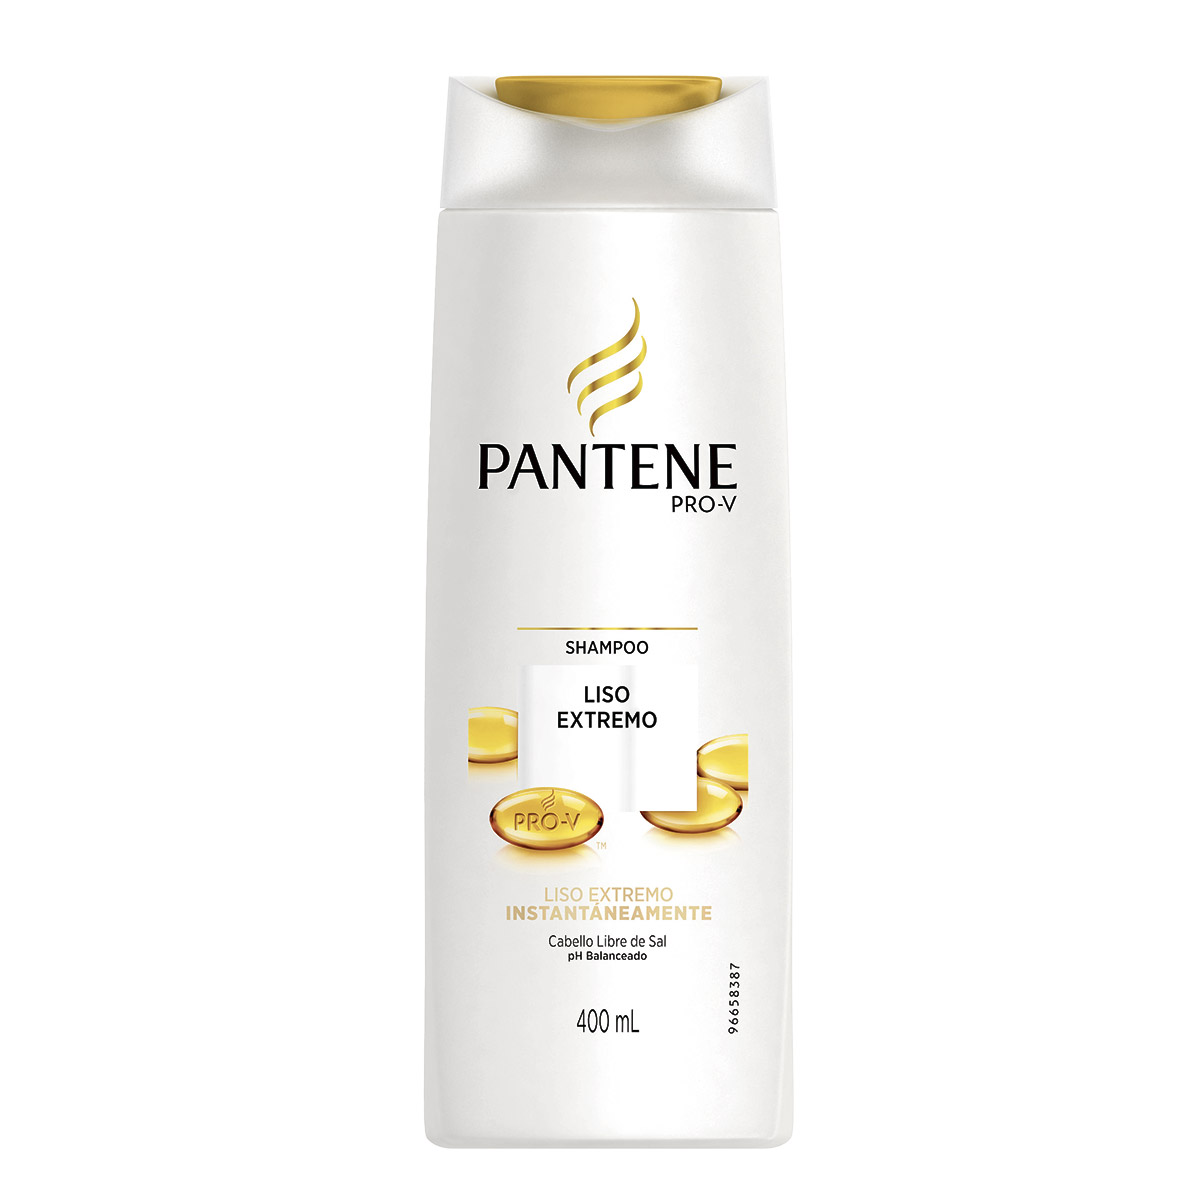 PANTENE
PRO-V
SHAMPOO
LISO
EXTREMO
PRO-V
TM
LISO EXTREMO
INSTANTÁNEAMENTE
Cabello Libre de Sal
pH Balanceado
400 mL
96658387